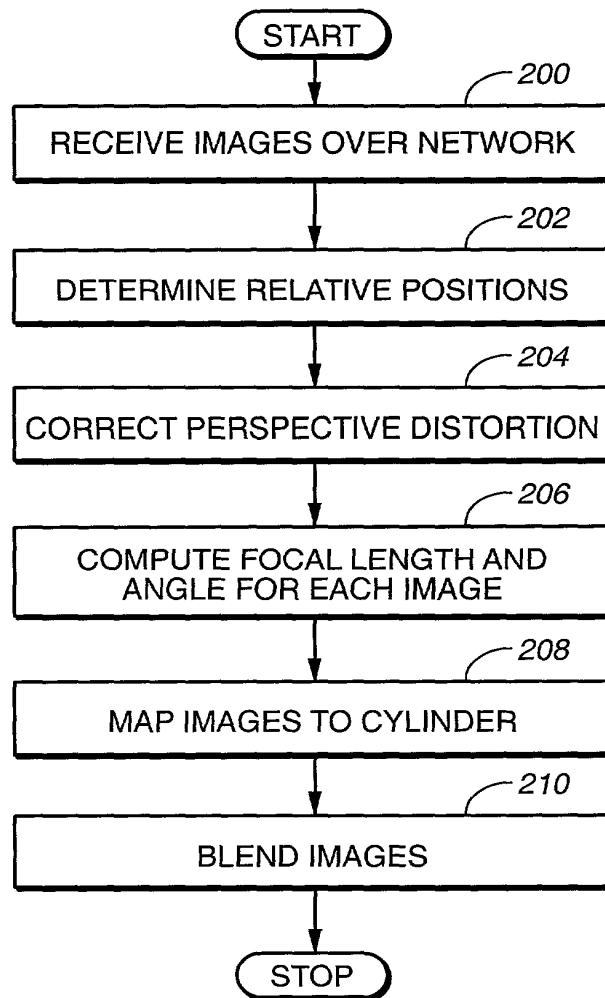 START
200
RECEIVE IMAGES OVER NETWORK
202
DETERMINE RELATIVE POSITIONS
204
CORRECT PERSPECTIVE DISTORTION
206
COMPUTE FOCAL LENGTH AND
ANGLE FOR EACH IMAGE
208
MAP IMAGES TO CYLINDER
210
BLEND IMAGES
STOP